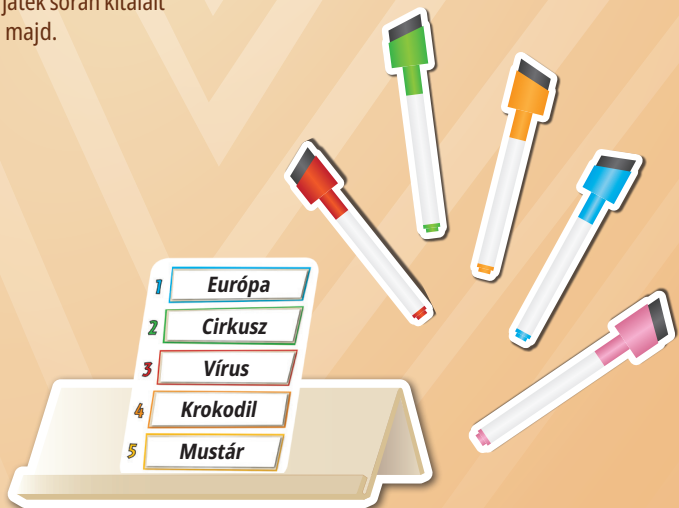 játék során kitalált
majd.
1 Európa
2 Cirkusz
3 Vírus
4 Krokodil
5 Mustár